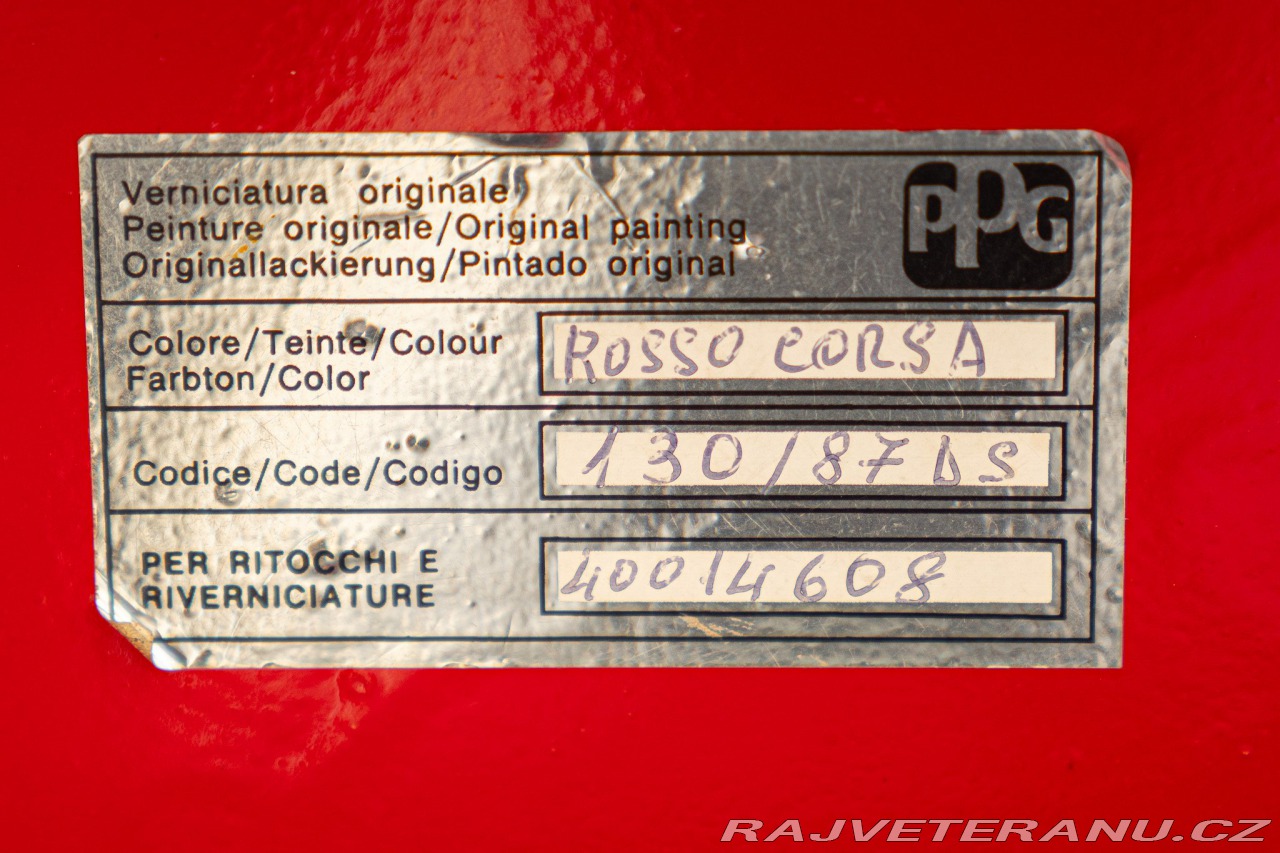 Verniciatura originale
Peinture originale/Original painting
Originallackierung/Pintado original
PPG
Colore/Teinte/Colour
Farbton/Color
ROSSO CORSA
Codice/Code/Codigo
130/87 DS
PER RITOCCHI E
RIVERNICIATURE
40014608
RAJVETERANU.CZ